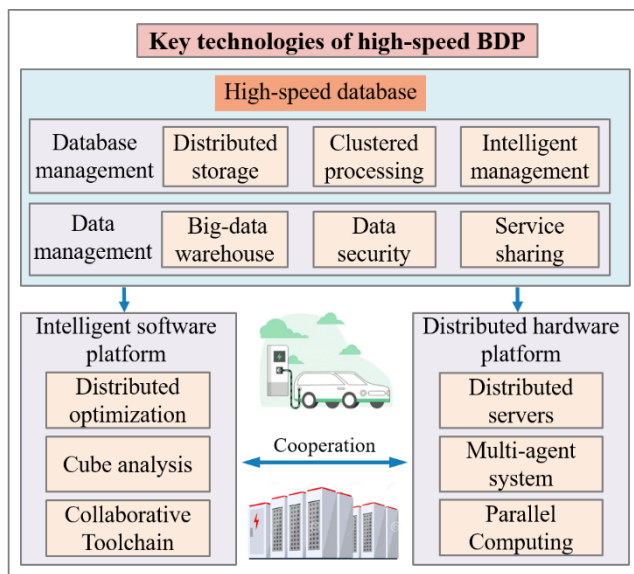 Key technologies of high-speed BDP
High-speed database
Database
management
Distributed
storage
Clustered
processing
Intelligent
management
Data
management
Big-data
warehouse
Data
security
Service
sharing
Intelligent software
platform
Distributed
optimization
Cube analysis
Collaborative
Toolchain
Cooperation
Distributed hardware
platform
Distributed
servers
Multi-agent
system
Parallel
Computing